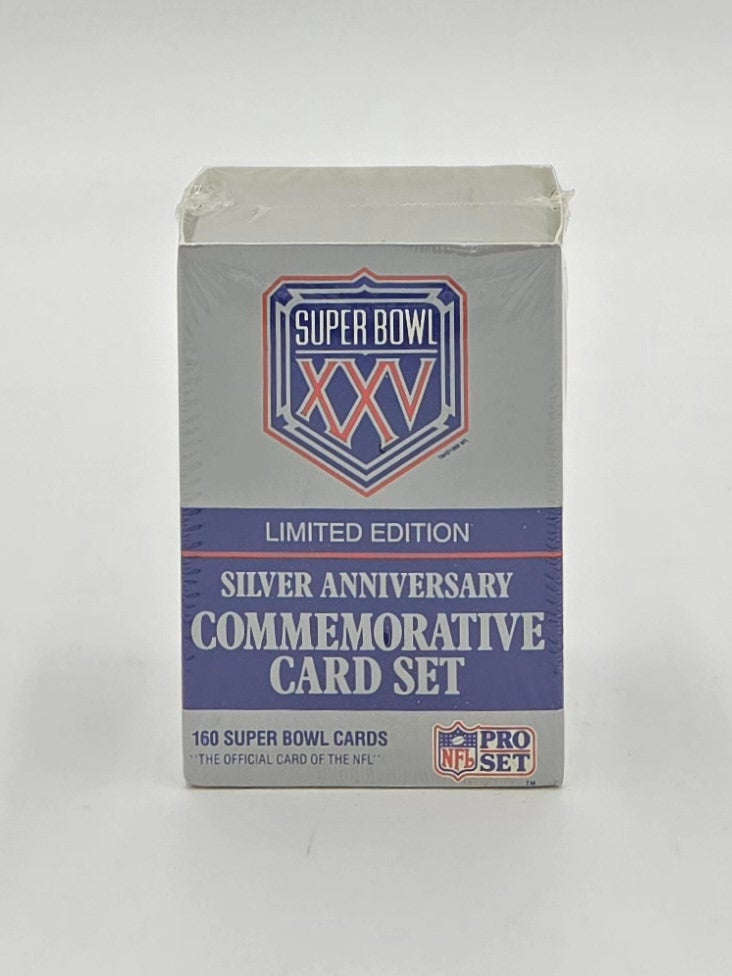 SUPER BOWL
XXV
LIMITED EDITION
SILVER ANNIVERSARY
COMMEMORATIVE
CARD SET
160 SUPER BOWL CARDS
"THE OFFICIAL CARD OF THE NFL"
NFL
PRO
SET
TM